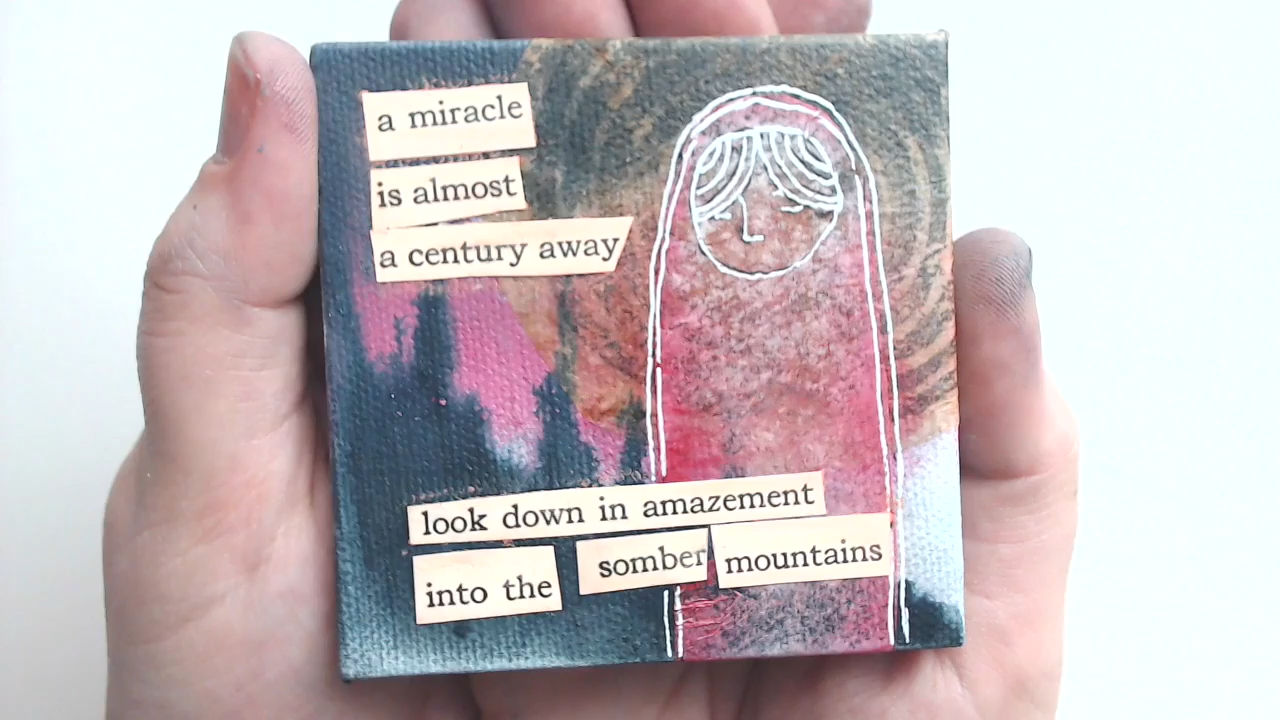 a miracle
is almost
a century away
look down in amazement
into the somber mountains